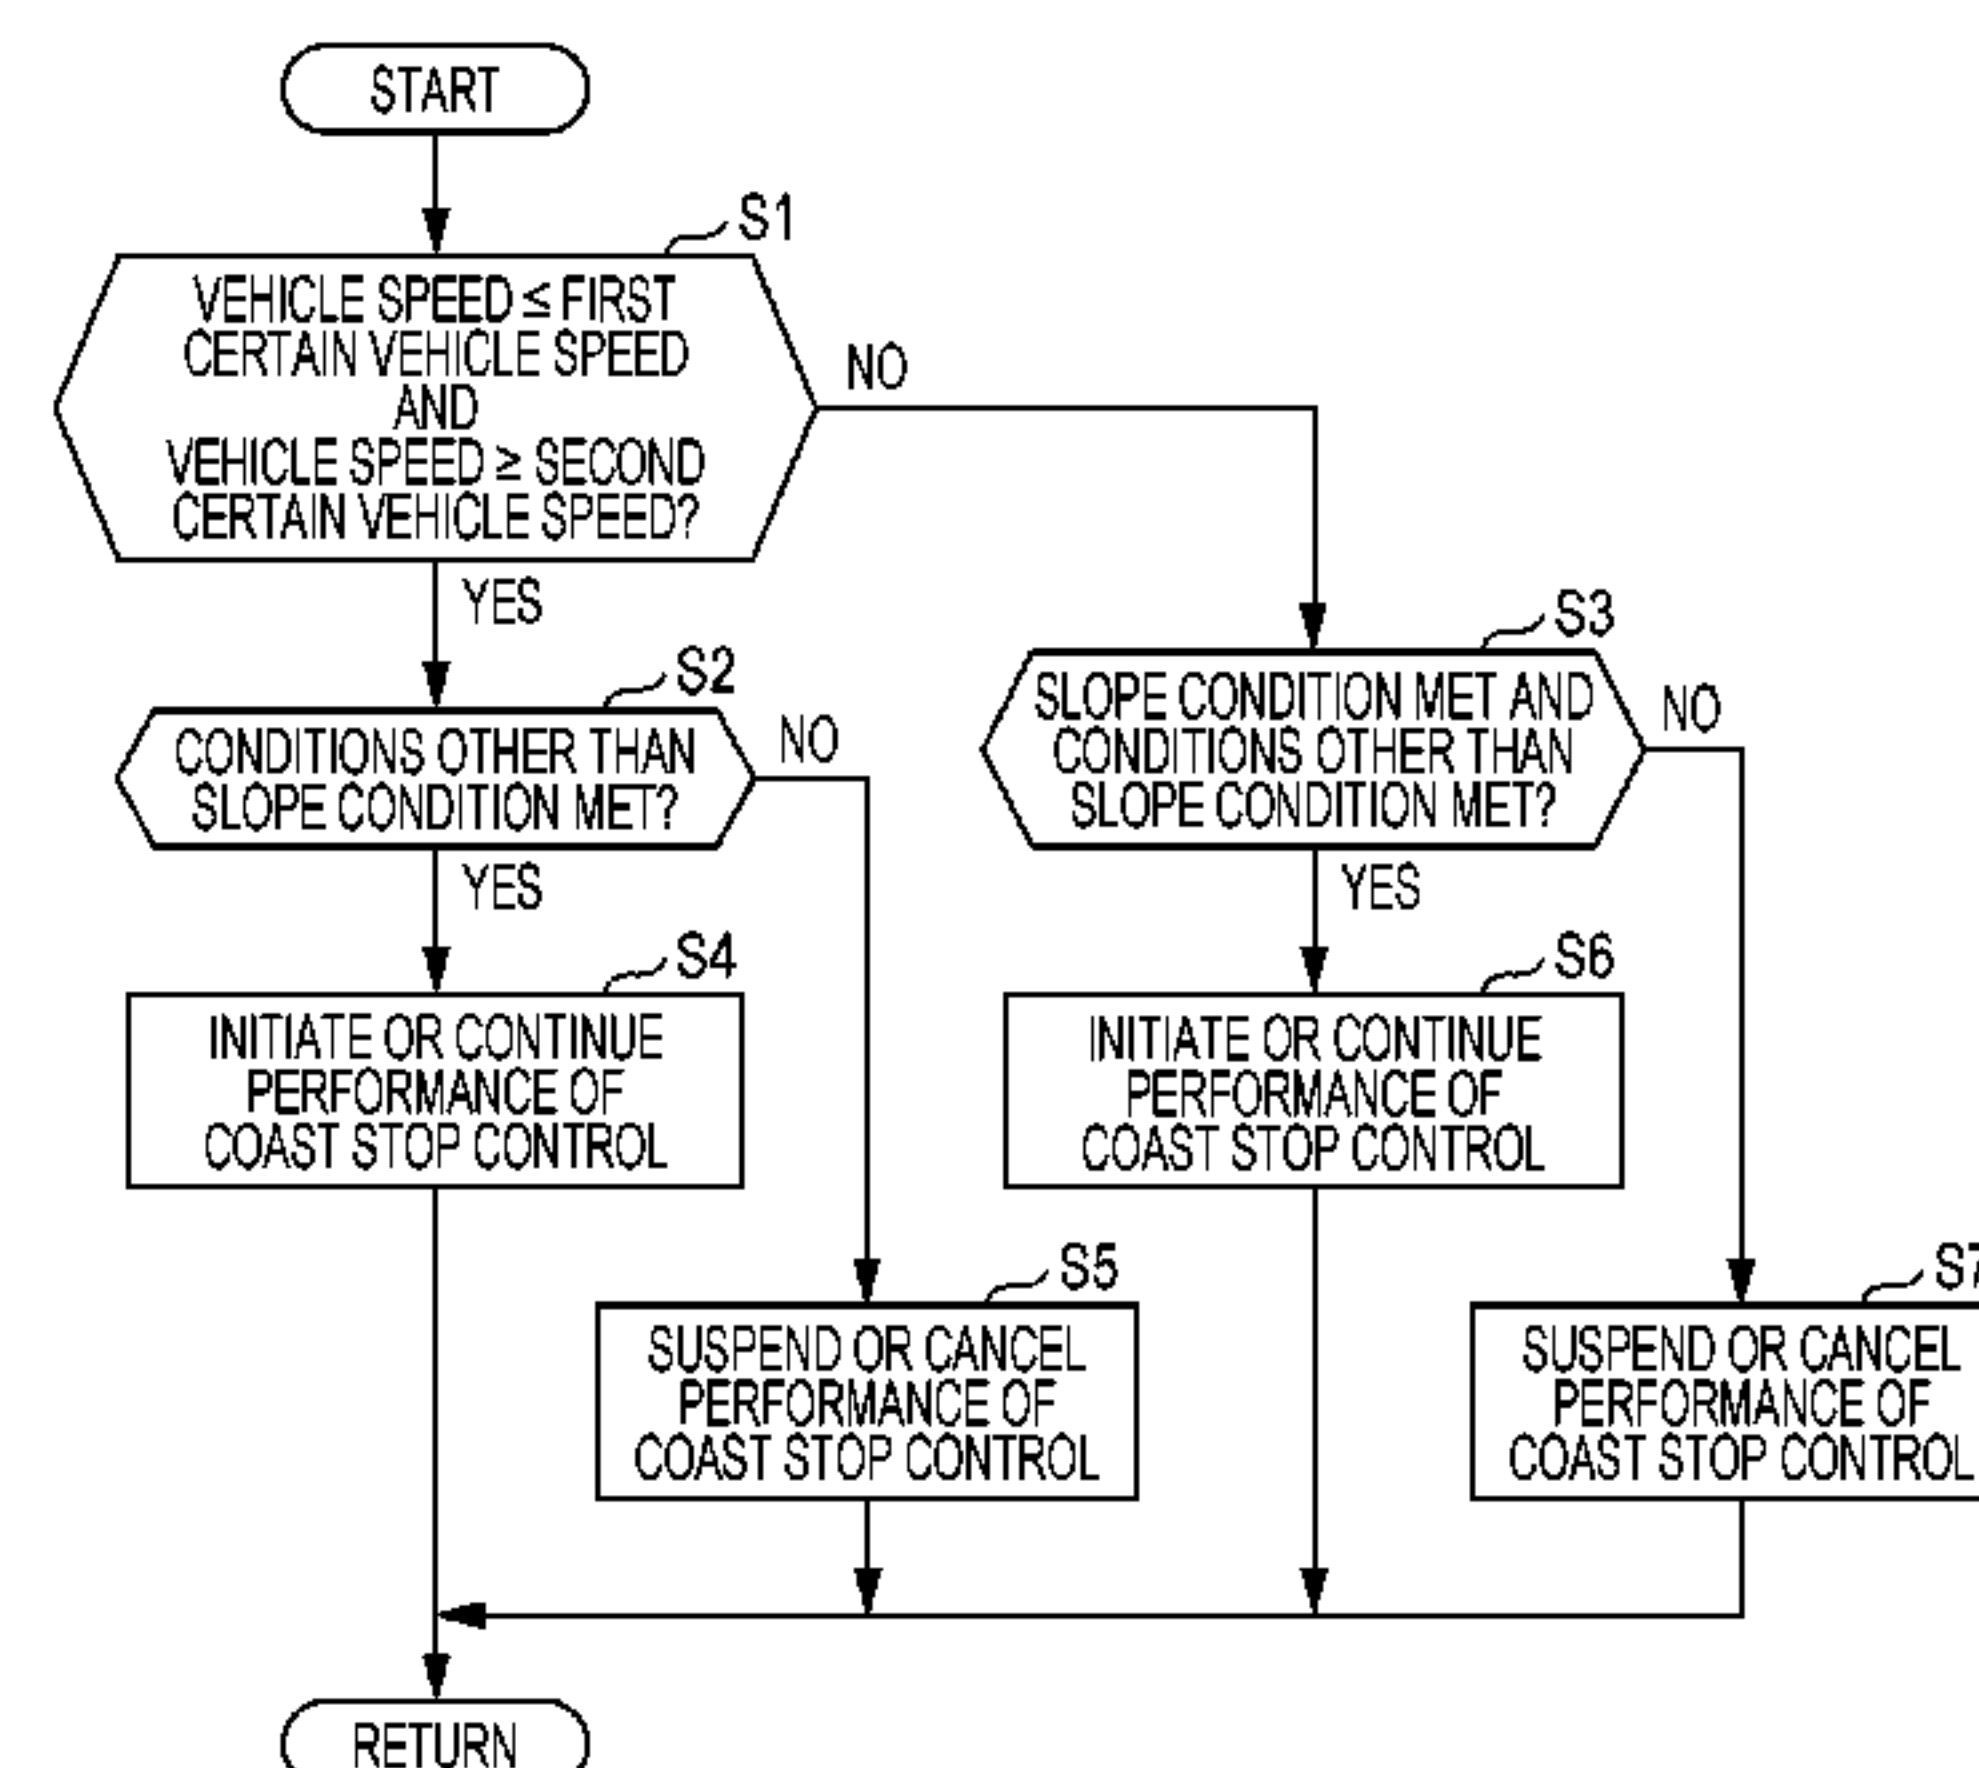 START
S1
VEHICLE SPEED ≤ FIRST
CERTAIN VEHICLE SPEED
AND
VEHICLE SPEED ≥ SECOND
CERTAIN VEHICLE SPEED?
NO
YES
S2
CONDITIONS OTHER THAN
SLOPE CONDITION MET?
NO
YES
S3
SLOPE CONDITION MET AND
CONDITIONS OTHER THAN
SLOPE CONDITION MET?
NO
YES
S4
INITIATE OR CONTINUE
PERFORMANCE OF
COAST STOP CONTROL
S6
INITIATE OR CONTINUE
PERFORMANCE OF
COAST STOP CONTROL
S5
SUSPEND OR CANCEL
PERFORMANCE OF
COAST STOP CONTROL
S7
SUSPEND OR CANCEL
PERFORMANCE OF
COAST STOP CONTROL
RETURN